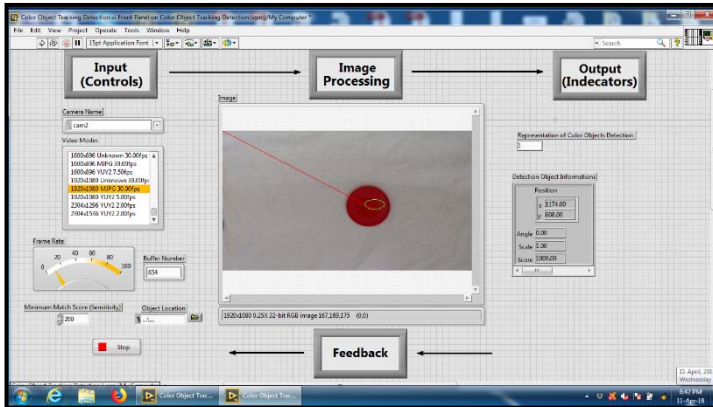 Color Object Tracking Detection.vi Front Panel on Color Object Tracking Detection.lvproj/My Computer *
File Edit View Project Operate Tools Window Help
15pt Application Font
Search
Input
(Controls)
Image
Processing
Output
(Indecators)
Camera Name
cam2
Video Modes
1600x896 Unknown 30.00fps
1600x896 MJPG 30.00fps
1600x896 YUY2 7.50fps
1920x1080 Unknown 30.00fps
1920x1080 MJPG 30.00fps
1920x1080 YUY2 5.00fps
2304x1296 YUY2 2.00fps
2304x1536 YUY2 2.00fps
Frame Rate
0 20 40 60 80 100
Buffer Number
654
Minimum Match Score (Sensitivity)
200
Object Location
Stop
Image
1920x1080 0.25X 32-bit RGB image 167,169,175 (0,0)
Representation of Color Objects Detection
1
Detection Object Informations
Position
x 1174.00
y 608.00
Angle 0.00
Scale 1.00
Score 1000.00
Feedback
11 April, 201
Wednesday
Color Object Trac...
Color Object Trac...
6:47 PM
11-Apr-18